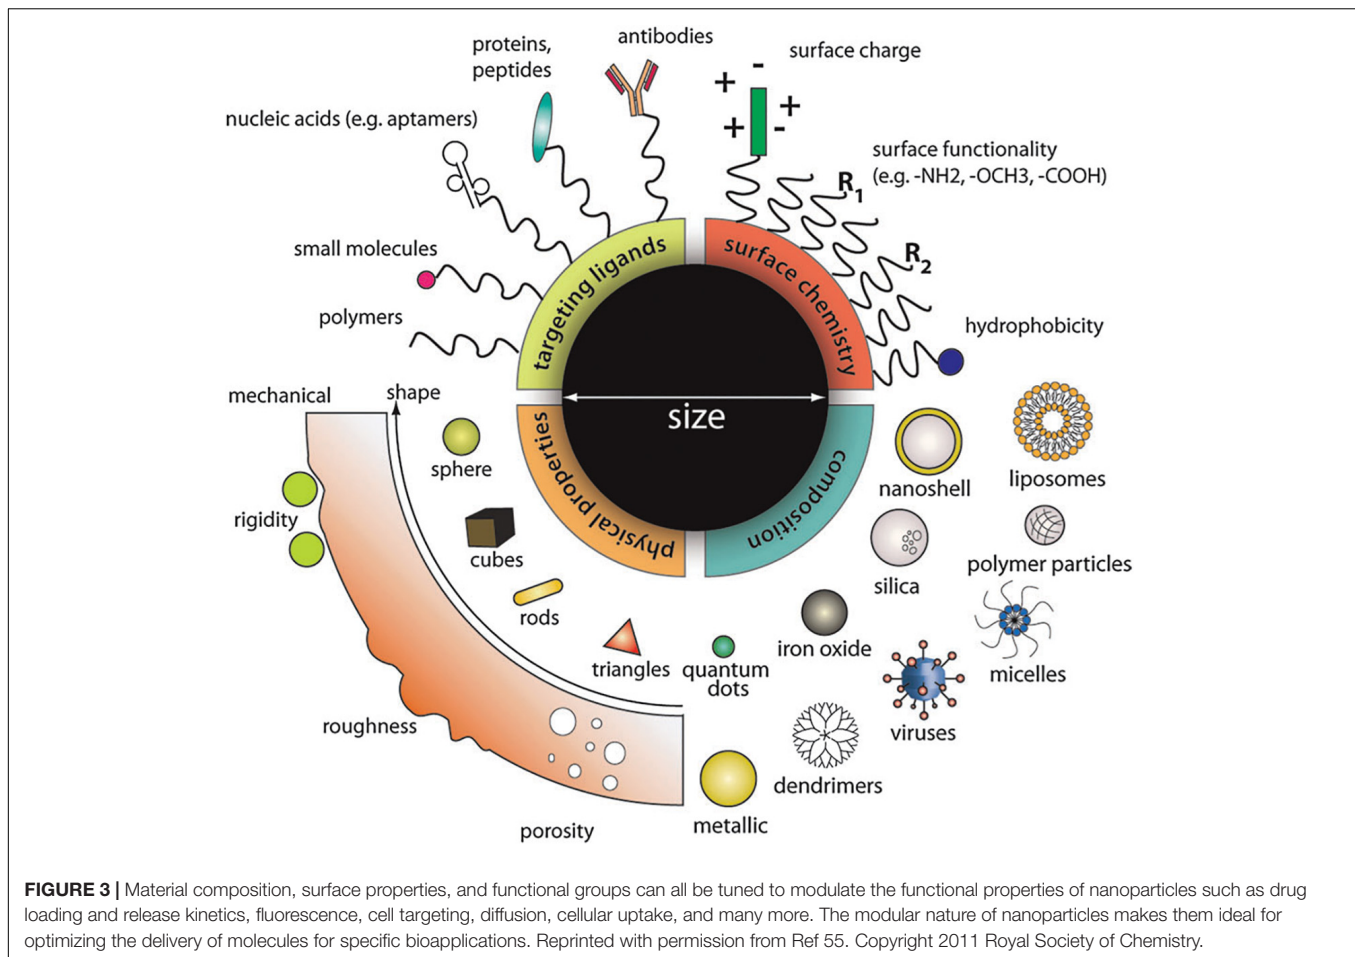 proteins,
peptides
antibodies
surface charge
+
-
+
+
-
nucleic acids (e.g. aptamers)
surface functionality
(e.g. -NH2, -OCH3, -COOH)
R1
R2
small molecules
polymers
hydrophobicity
targeting ligands
surface chemistry
physical properties
composition
size
mechanical
shape
sphere
rigidity
cubes
rods
triangles
roughness
porosity
nanoshell
liposomes
silica
polymer particles
iron oxide
micelles
quantum
dots
viruses
dendrimers
metallic
FIGURE 3 | Material composition, surface properties, and functional groups can all be tuned to modulate the functional properties of nanoparticles such as drug
loading and release kinetics, fluorescence, cell targeting, diffusion, cellular uptake, and many more. The modular nature of nanoparticles makes them ideal for
optimizing the delivery of molecules for specific bioapplications. Reprinted with permission from Ref 55. Copyright 2011 Royal Society of Chemistry.